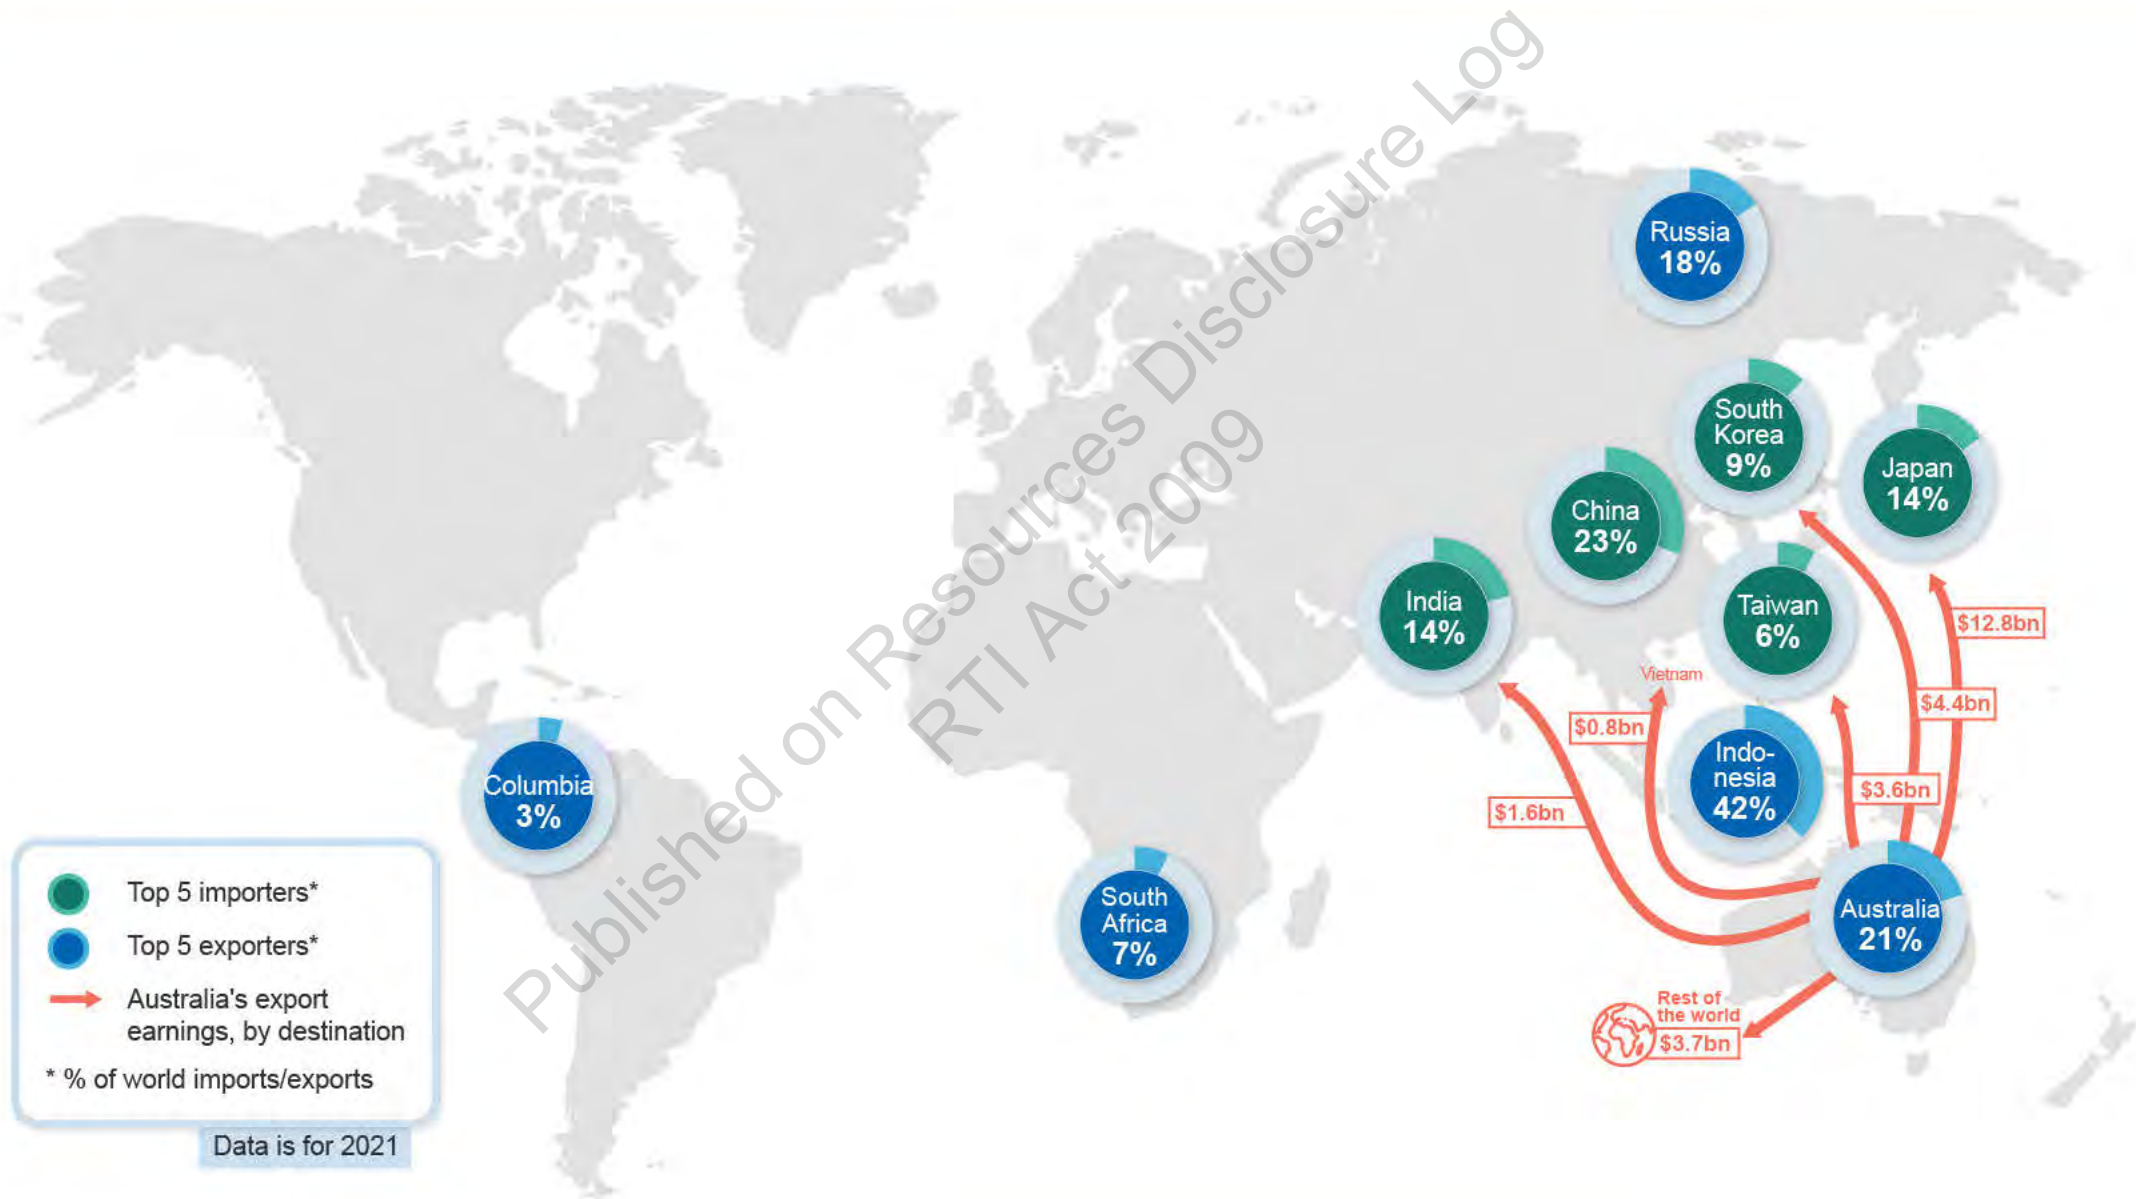 Published on Resources Disclosure Log
RTI Act 2009
Russia
18%
South
Korea
9%
Japan
14%
China
23%
India
14%
Taiwan
6%
$12.8bn
Vietnam
$4.4bn
$0.8bn
Indo-
nesia
42%
$3.6bn
$1.6bn
Columbia
3%
South
Africa
7%
Australia
21%
Rest of
the world
$3.7bn
Top 5 importers*
Top 5 exporters*
Australia's export
earnings, by destination
* % of world imports/exports
Data is for 2021